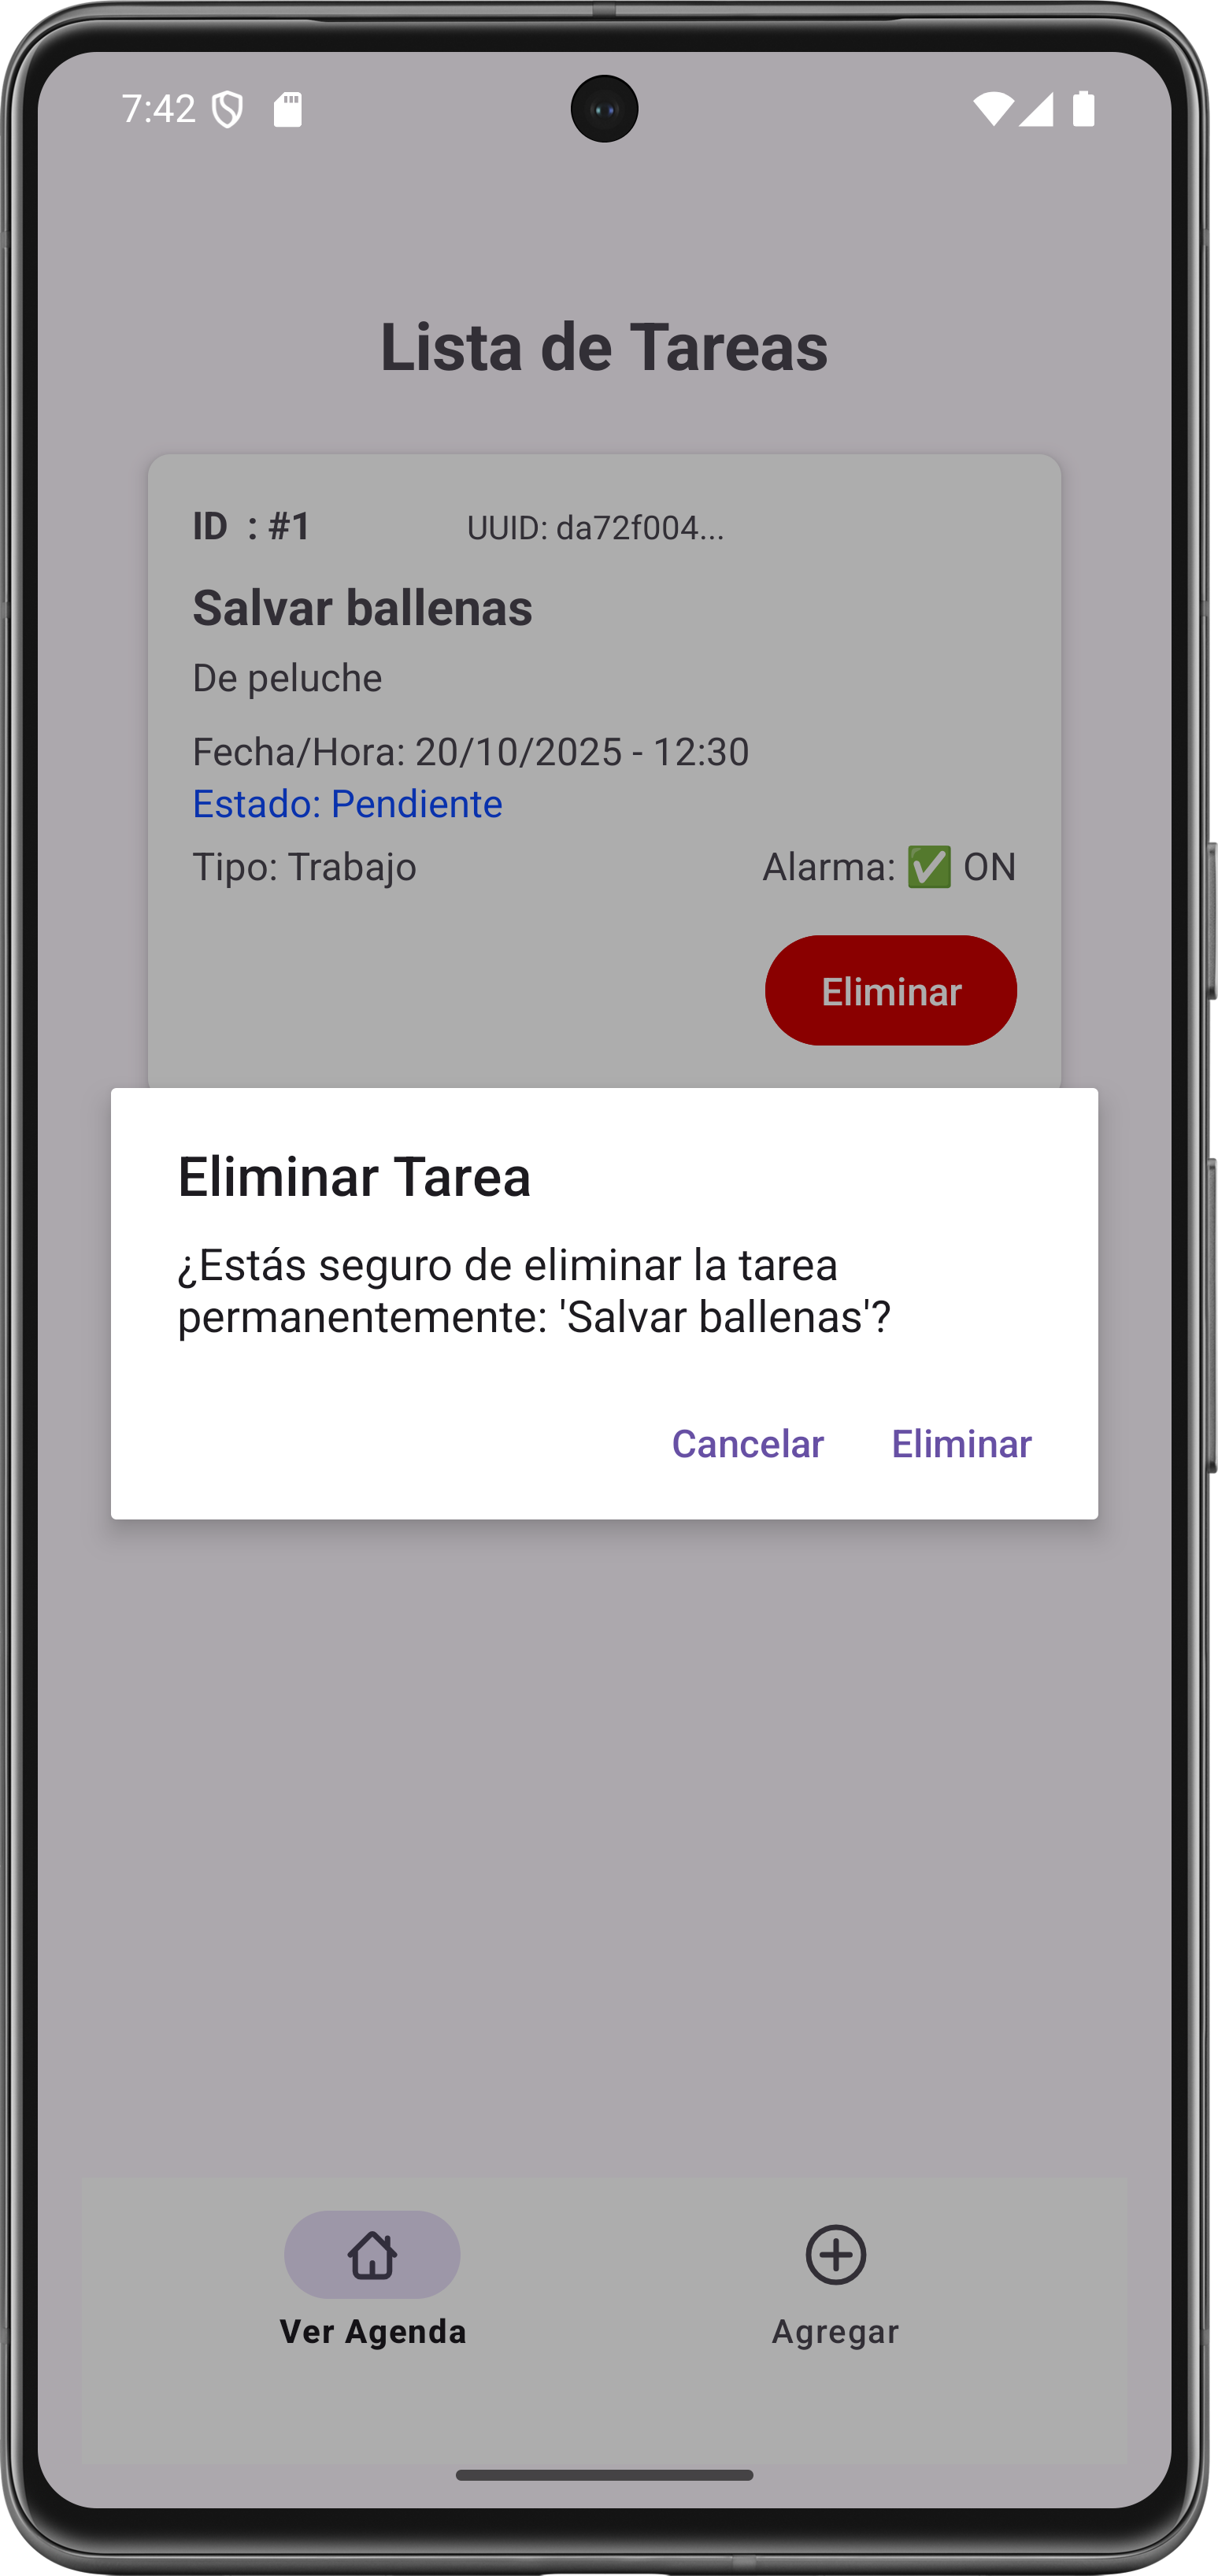 7:42
Lista de Tareas
ID : #1 UUID: da72f004...
Salvar ballenas
De peluche
Fecha/Hora: 20/10/2025 - 12:30
Estado: Pendiente
Tipo: Trabajo Alarma: ✅ ON
Eliminar
Eliminar Tarea
¿Estás seguro de eliminar la tarea
permanentemente: 'Salvar ballenas'?
Cancelar Eliminar
Ver Agenda Agregar